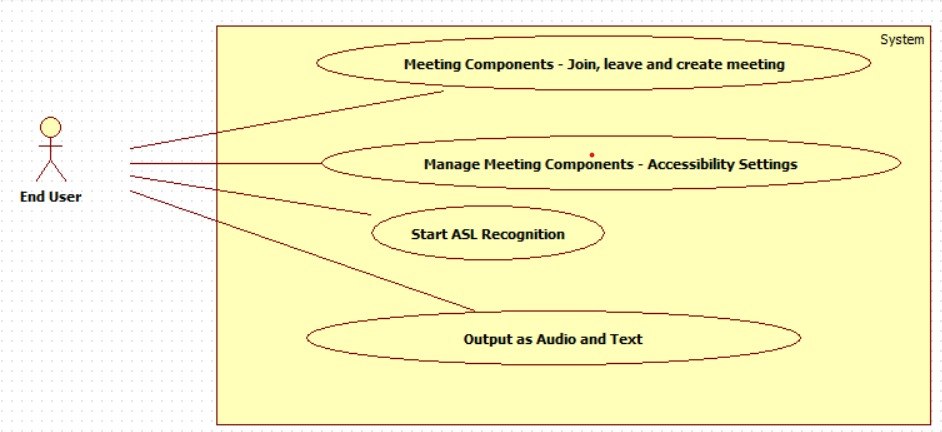 System
Meeting Components - Join, leave and create meeting
Manage Meeting Components - Accessibility Settings
End User
Start ASL Recognition
Output as Audio and Text